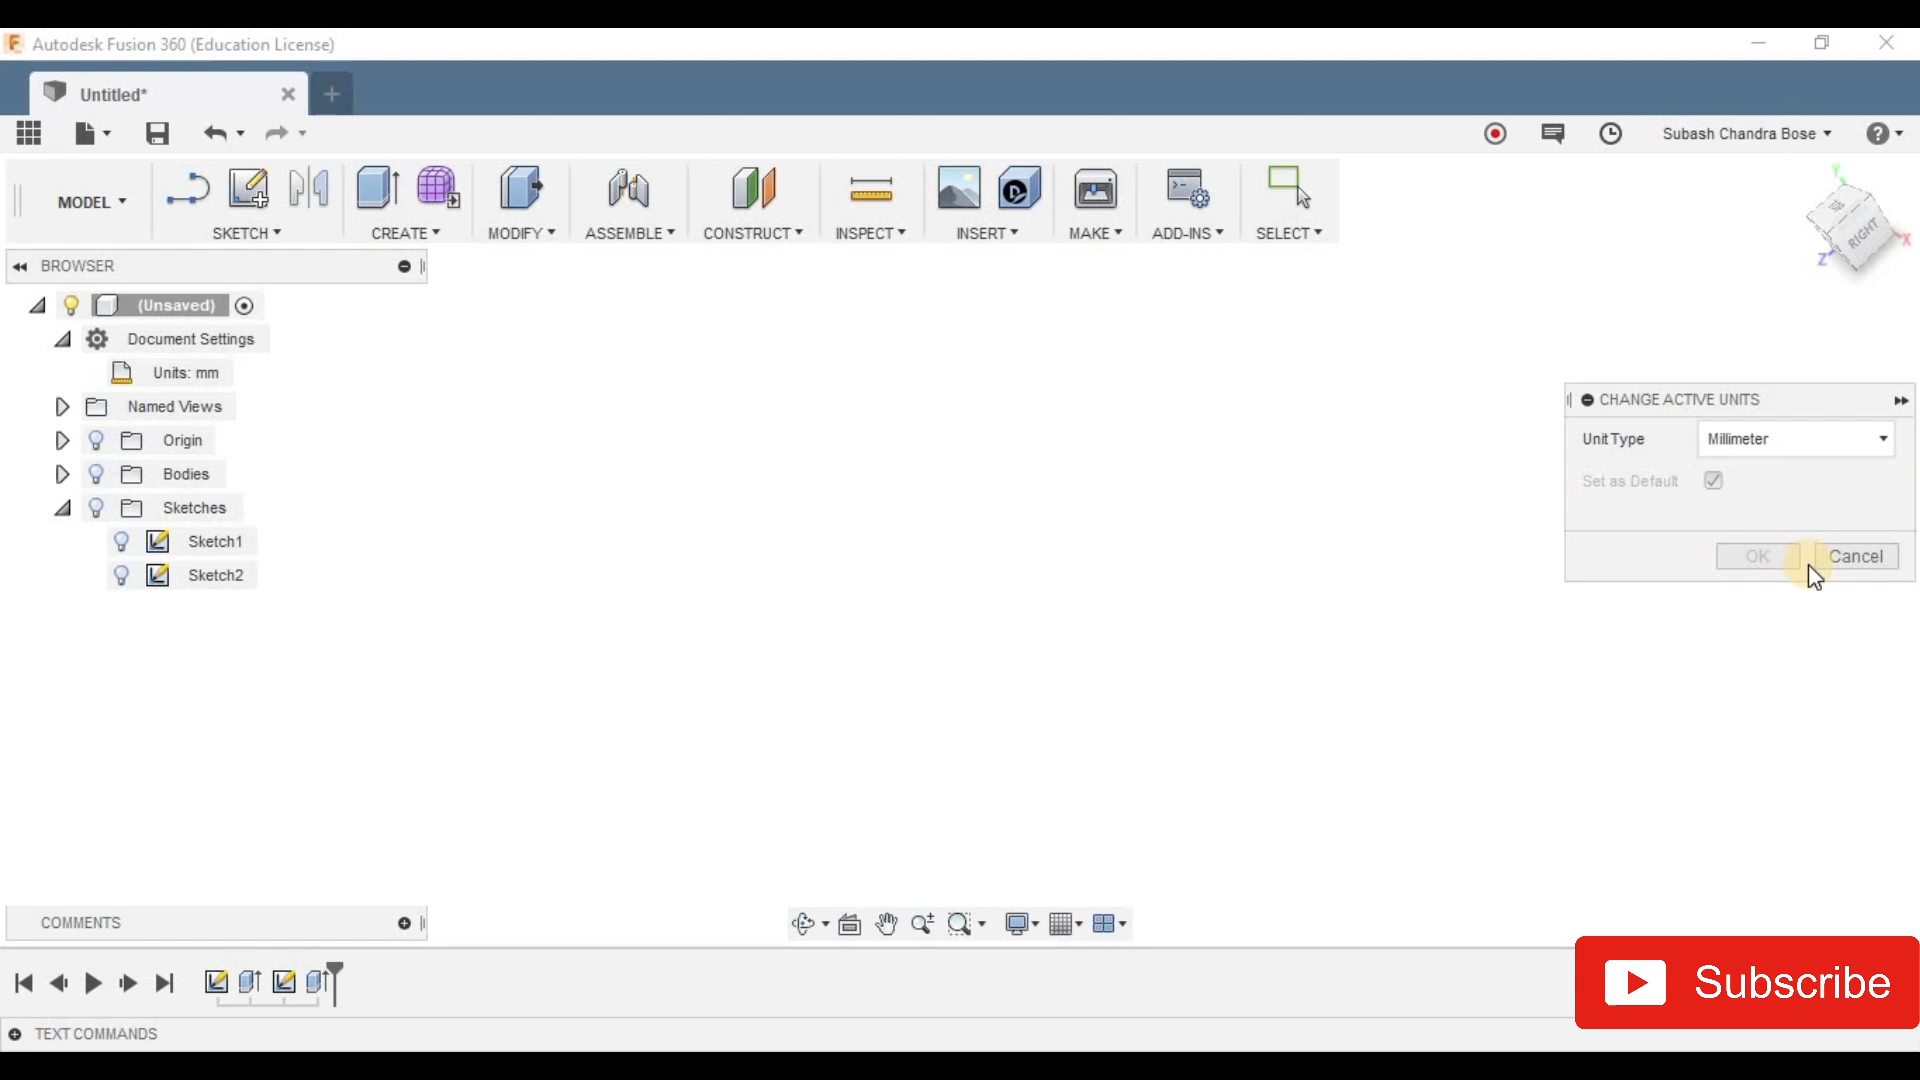 Autodesk Fusion 360 (Education License)
Untitled*
Subash Chandra Bose
MODEL
SKETCH
CREATE
MODIFY
ASSEMBLE
CONSTRUCT
INSPECT
INSERT
MAKE
ADD-INS
SELECT
Y
TOP
RIGHT
X
Z
BROWSER
(Unsaved)
Document Settings
Units: mm
Named Views
Origin
Bodies
Sketches
Sketch1
Sketch2
CHANGE ACTIVE UNITS
Unit Type
Millimeter
Set as Default
OK
Cancel
COMMENTS
Subscribe
TEXT COMMANDS